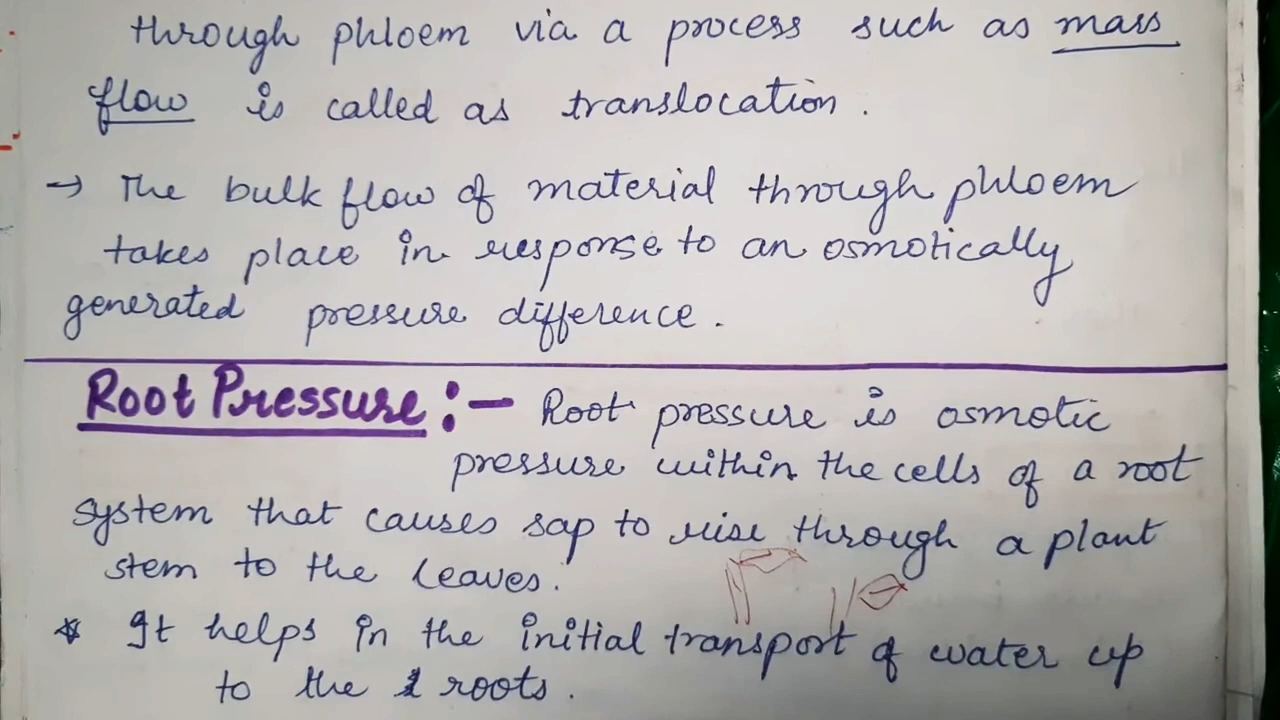 through phloem via a process such as mass
flow is called as translocation.
→ The bulk flow of material through phloem
takes place in response to an osmotically
generated pressure difference.
Root Pressure :- Root pressure is osmotic
pressure within the cells of a root
system that causes sap to rise through a plant
stem to the leaves.
* It helps in the initial transport of water up
to the roots.